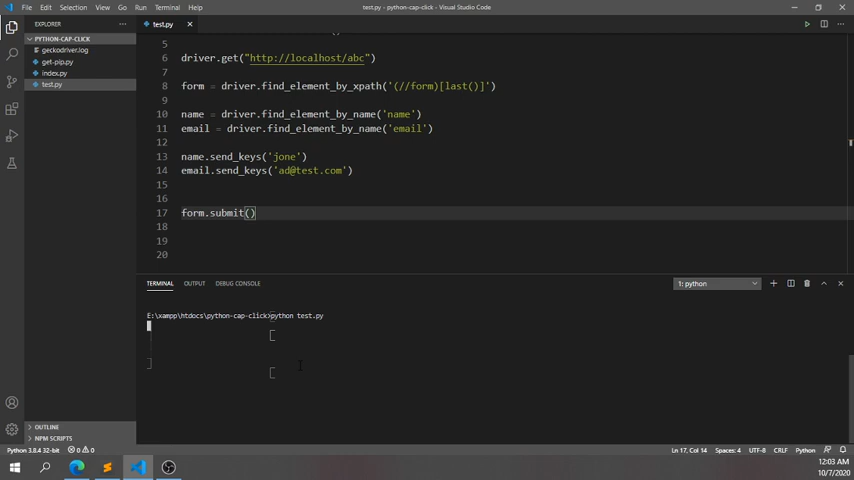 File Edit Selection View Go Run Terminal Help
test.py - python-cap-click - Visual Studio Code
EXPLORER
test.py
PYTHON-CAP-CLICK
geckodriver.log
get-pip.py
index.py
test.py
5
6 driver.get("http://localhost/abc")
7
8 form = driver.find_element_by_xpath('(//form)[last()]')
9
10 name = driver.find_element_by_name('name')
11 email = driver.find_element_by_name('email')
12
13 name.send_keys('jone')
14 email.send_keys('ad@test.com')
15
16
17 form.submit()
18
19
20
TERMINAL OUTPUT DEBUG CONSOLE
1: python
E:\xampp\htdocs\python-cap-click>python test.py
OUTLINE
NPM SCRIPTS
Python 3.8.4 32-bit 0 0
Ln 17, Col 14 Spaces: 4 UTF-8 CRLF Python
12:03 AM
10/7/2020